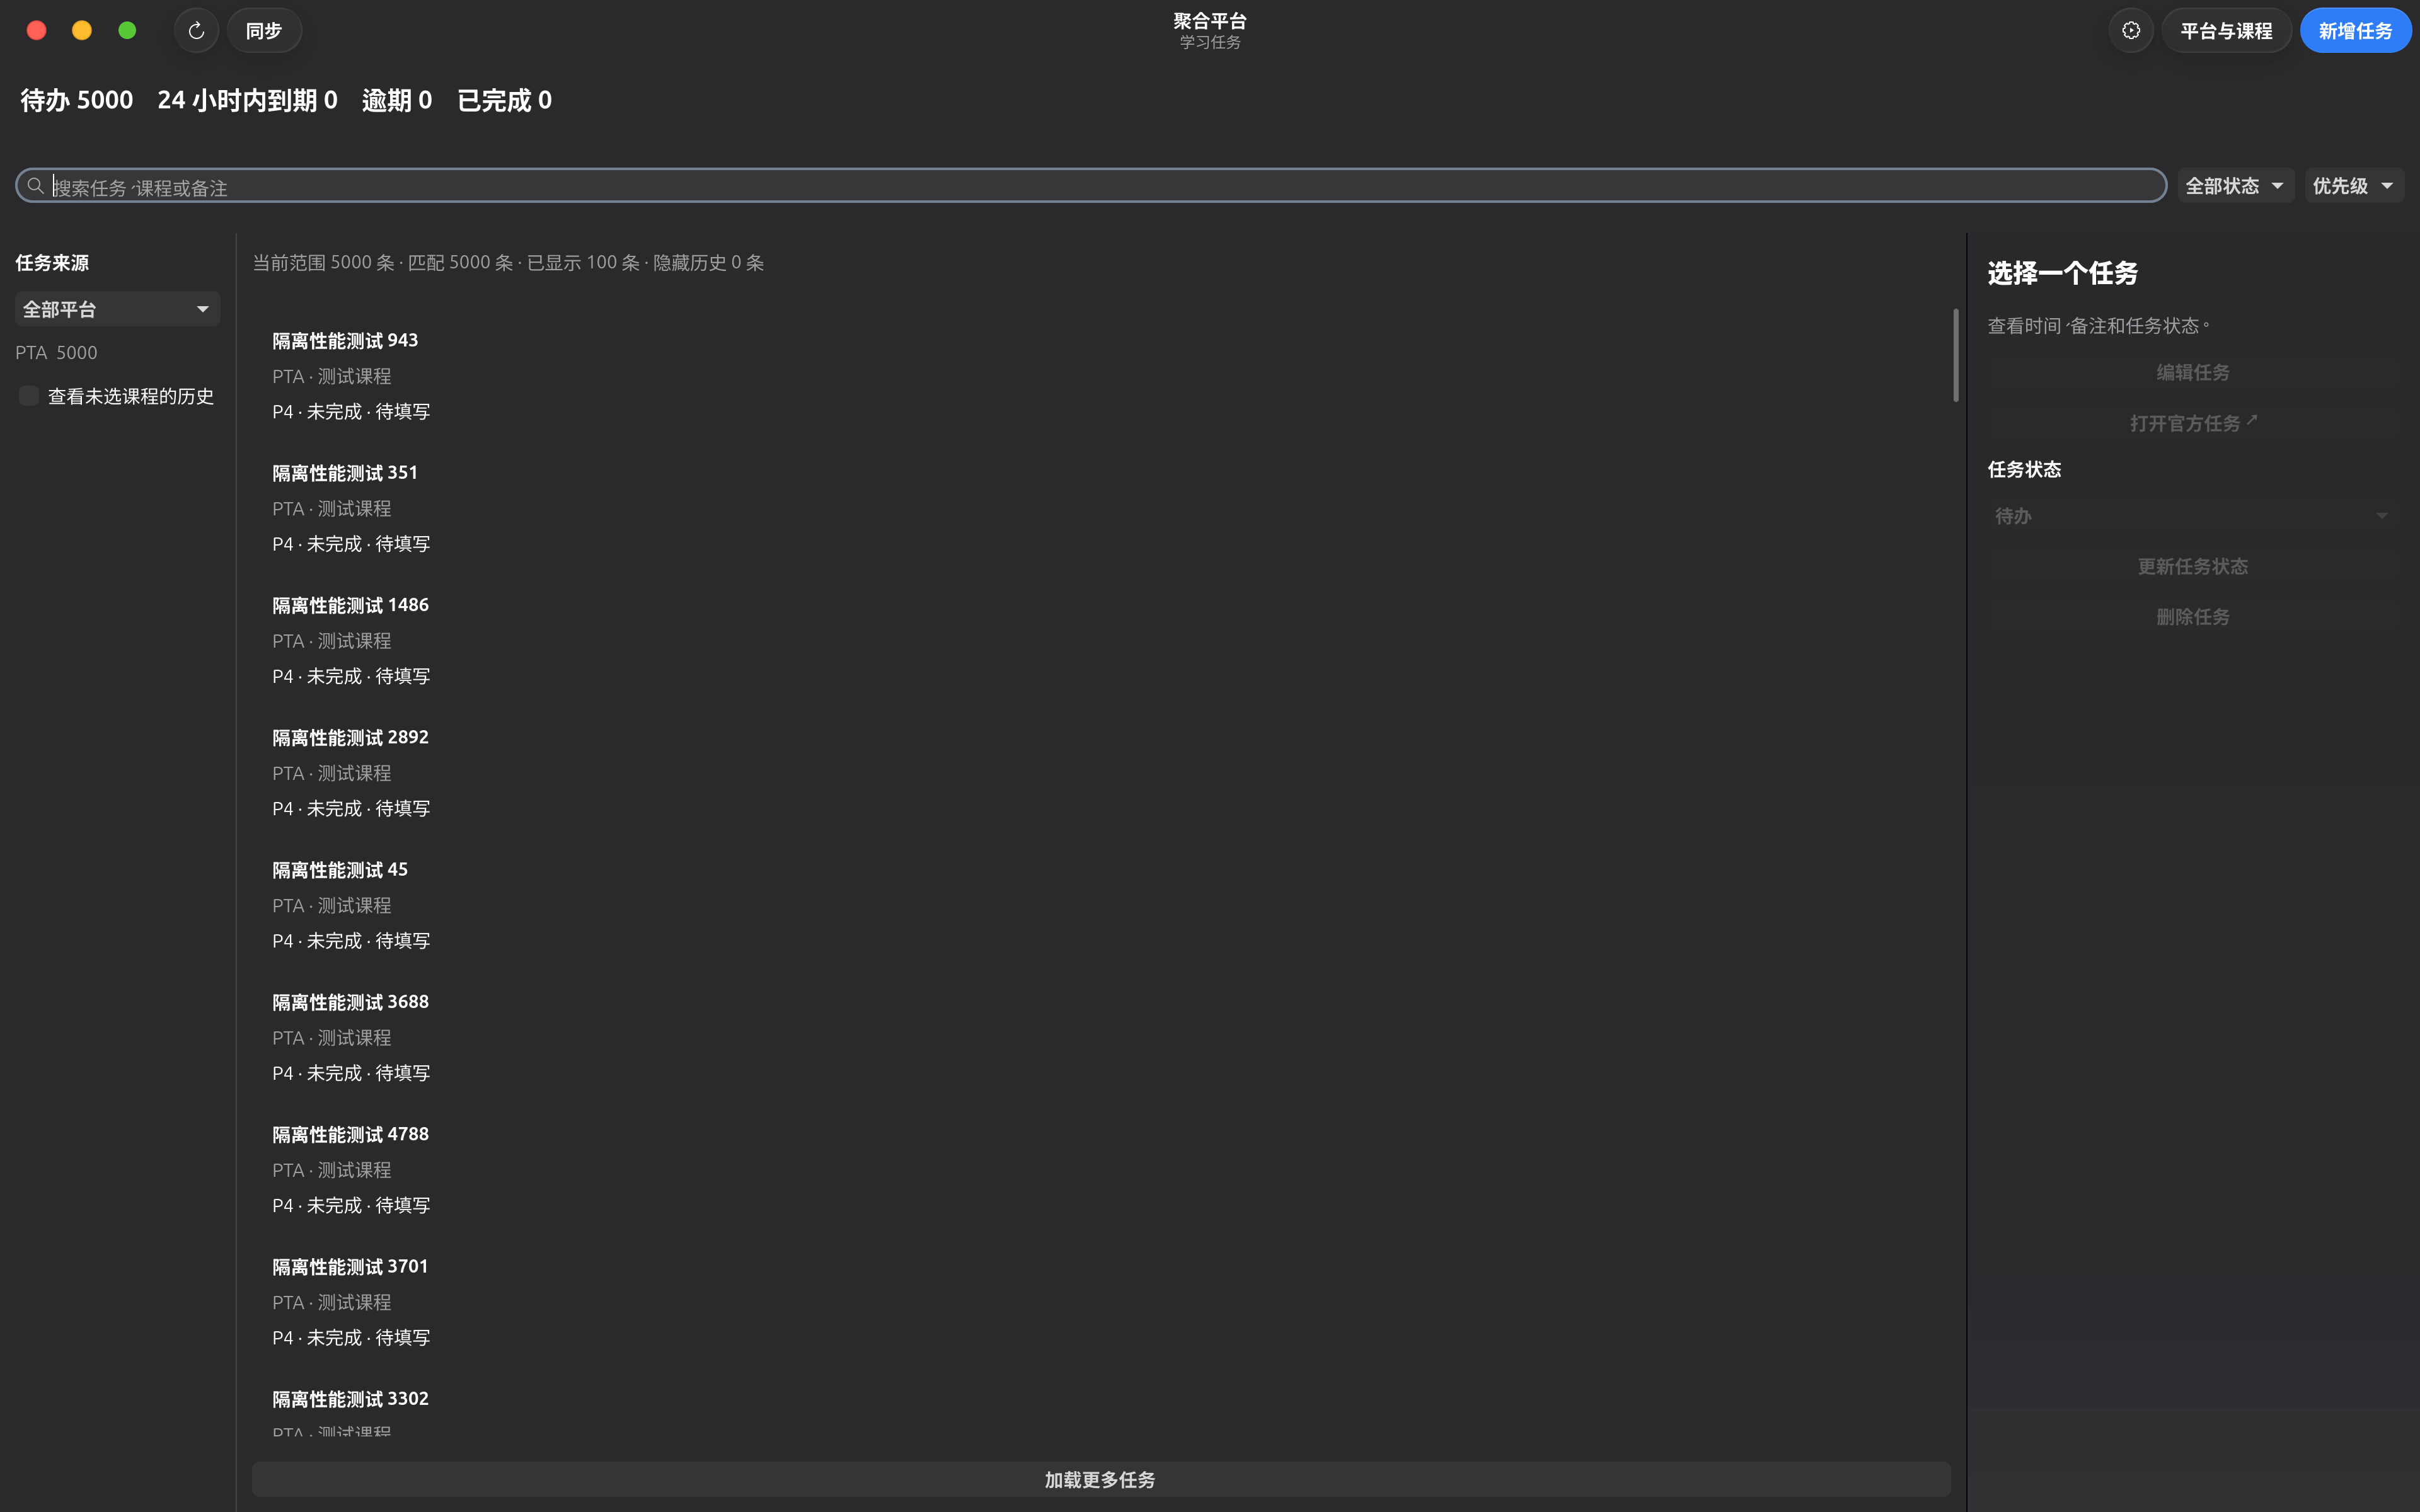 同步
聚合平台
学习任务
平台与课程
新增任务
待办 5000 24 小时内到期 0 逾期 0 已完成 0
搜索任务、课程或备注
全部状态
优先级
任务来源
全部平台
PTA 5000
查看未选课程的历史
当前范围 5000 条 · 匹配 5000 条 · 已显示 100 条 · 隐藏历史 0 条
隔离性能测试 943
PTA · 测试课程
P4 · 未完成 · 待填写
隔离性能测试 351
PTA · 测试课程
P4 · 未完成 · 待填写
隔离性能测试 1486
PTA · 测试课程
P4 · 未完成 · 待填写
隔离性能测试 2892
PTA · 测试课程
P4 · 未完成 · 待填写
隔离性能测试 45
PTA · 测试课程
P4 · 未完成 · 待填写
隔离性能测试 3688
PTA · 测试课程
P4 · 未完成 · 待填写
隔离性能测试 4788
PTA · 测试课程
P4 · 未完成 · 待填写
隔离性能测试 3701
PTA · 测试课程
P4 · 未完成 · 待填写
隔离性能测试 3302
PTA · 测试课程
加载更多任务
选择一个任务
查看时间、备注和任务状态。
编辑任务
打开官方任务 ↗
任务状态
待办
更新任务状态
删除任务